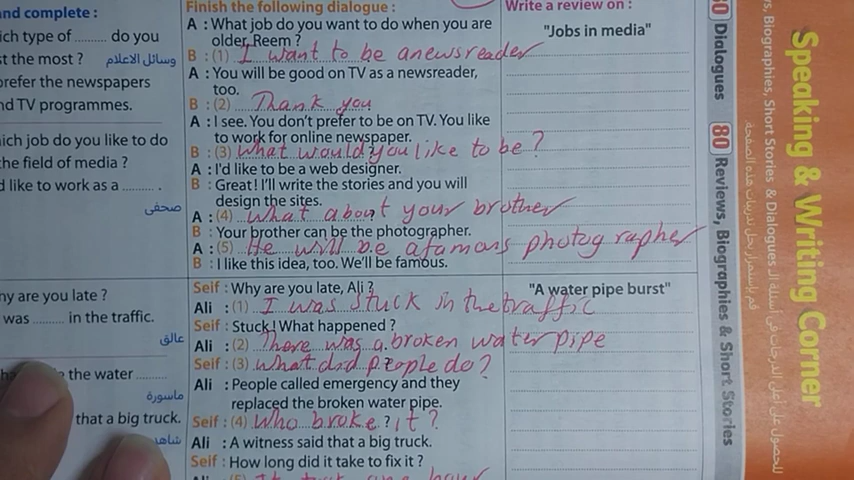 and complete :
ich type of ......... do you
st the most ? وسائل الاعلام
prefer the newspapers
nd TV programmes.
ich job do you like to do
the field of media ?
d like to work as a ......... .
صحفى
hy are you late ?
was ......... in the traffic.
عالق
the water
ماسورة
that a big truck.
شاهد
Finish the following dialogue :
A : What job do you want to do when you are
older, Reem ?
B : (1) I want to be a newsreader
A : You will be good on TV as a newsreader,
too.
B : (2) Thank you
A : I see. You don't prefer to be on TV. You like
to work for online newspaper.
B : (3) What would you like to be ?
A : I'd like to be a web designer.
B : Great! I'll write the stories and you will
design the sites.
A : (4) What about your brother
B : Your brother can be the photographer.
A : (5) He will be a famous photographer
B : I like this idea, too. We'll be famous.
Seif : Why are you late, Ali ?
Ali : (1) I was stuck in the traffic
Seif : Stuck! What happened ?
Ali : (2) There was a broken water pipe
Seif : (3) What did people do ?
Ali : People called emergency and they
replaced the broken water pipe.
Seif : (4) Who broke it ?
Ali : A witness said that a big truck.
Seif : How long did it take to fix it ?
Write a review on :
"Jobs in media"
"A water pipe burst"
Dialogues
80 Reviews, Biographies & Short Stories
Speaking & Writing Corner
, Biographies, Short Stories & Dialogues